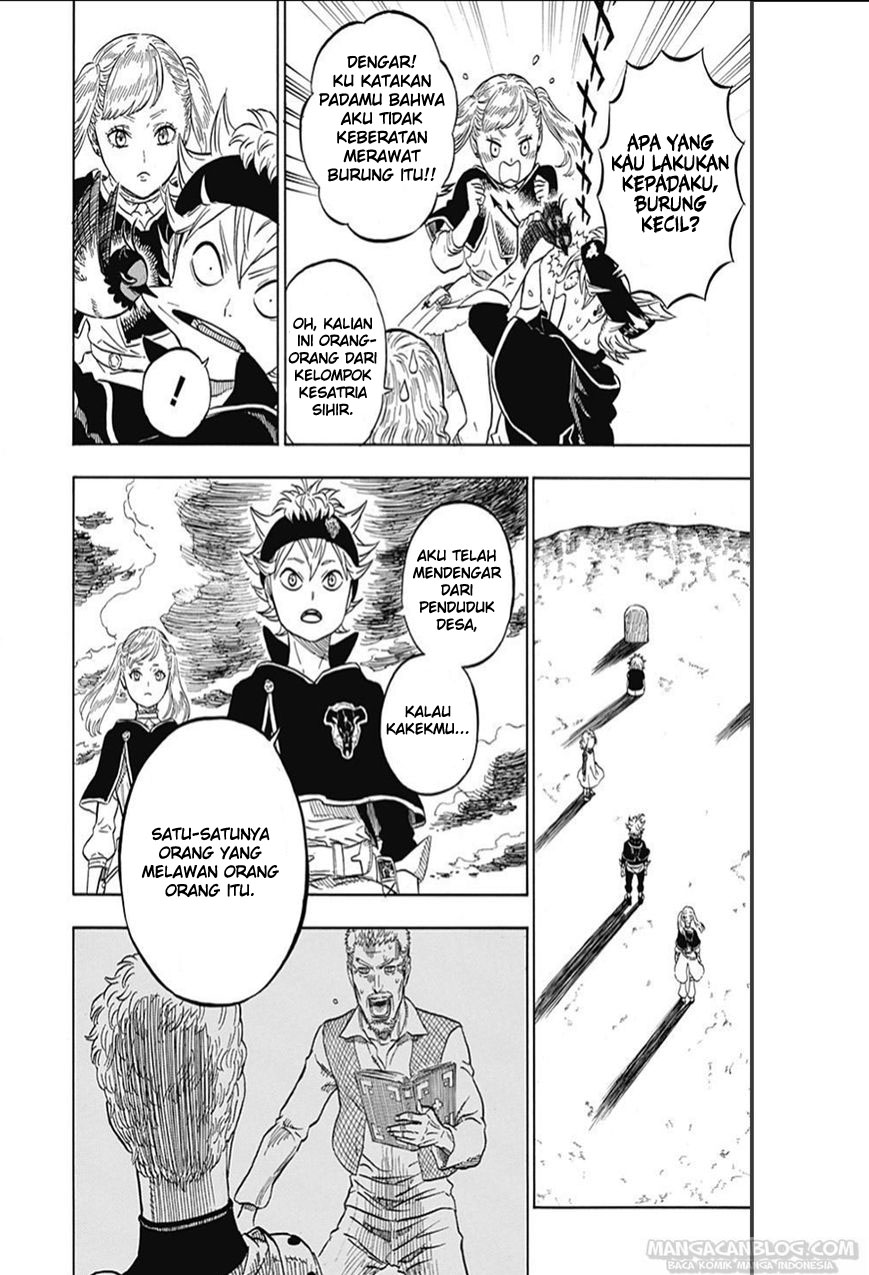 APA YANG
KAU LAKUKAN
KEPADAKU,
BURUNG
KECIL?
DENGAR!
KU KATAKAN
PADAMU BAHWA
AKU TIDAK
KEBERATAN
MERAWAT
BURUNG ITU!!
OH, KALIAN
INI ORANG-
ORANG DARI
KELOMPOK
KESATRIA
SIHIR.
!
AKU TELAH
MENDENGAR
DARI
PENDUDUK
DESA,
KALAU
KAKEKMU...
SATU-SATUNYA
ORANG YANG
MELAWAN ORANG
ORANG ITU.
MANGACANBLOG.COM
BACA KOMIK MANGA INDONESIA